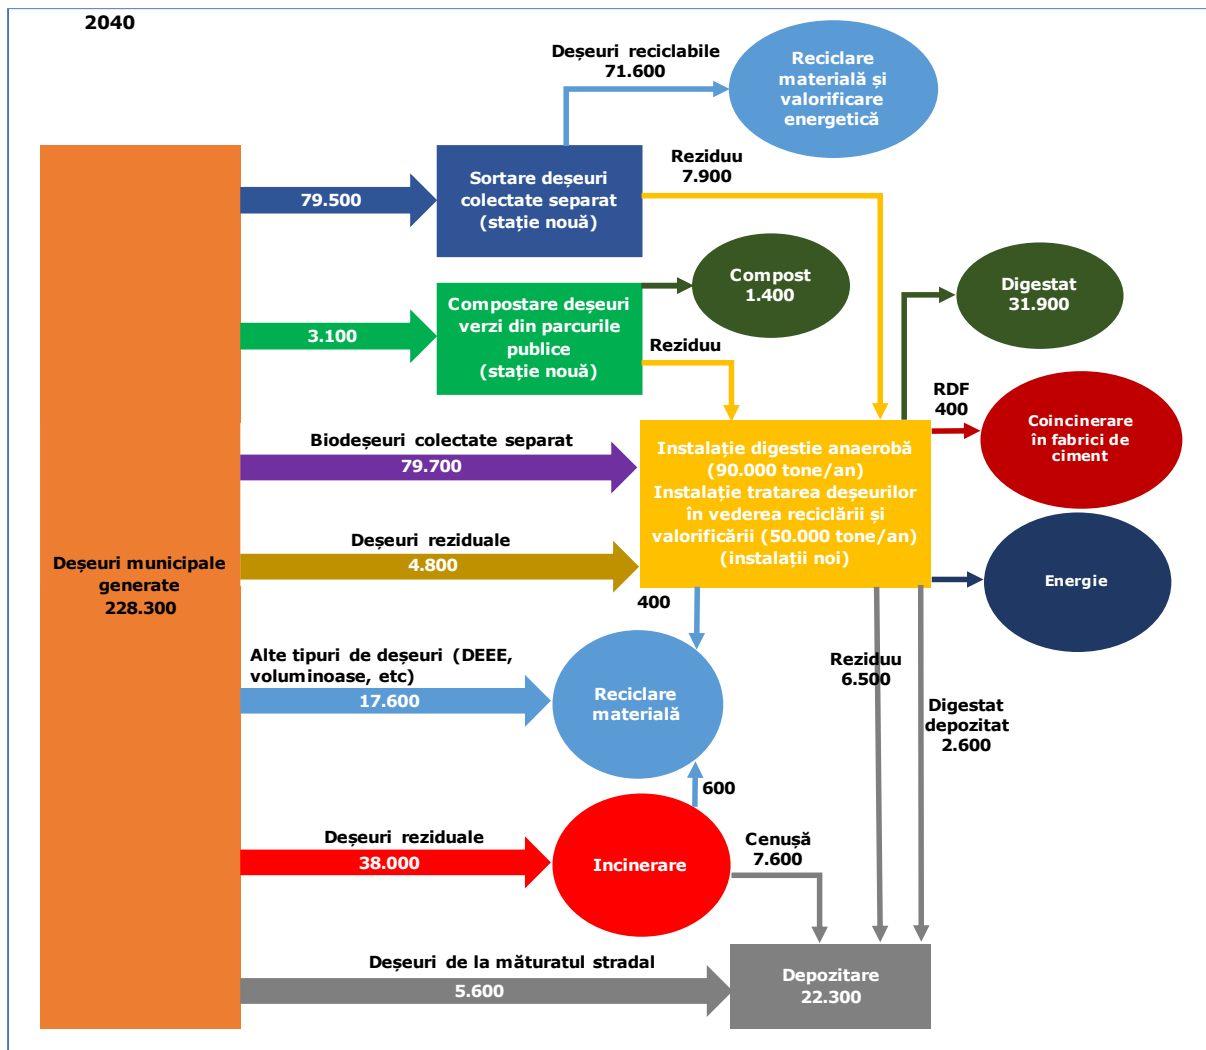 2040
Deșeuri reciclabile
71.600
Reciclare
materială și
valorificare
energetică
79.500
Sortare deșeuri
colectate separat
(stație nouă)
Reziduu
7.900
Compost
1.400
Digestat
31.900
3.100
Compostare deșeuri
verzi din parcurile
publice
(stație nouă)
Reziduu
RDF
400
Coincinerare
în fabrici de
ciment
Biodeșeuri colectate separat
79.700
Instalație digestie anaerobă
(90.000 tone/an)
Instalație tratarea deșeurilor
în vederea reciclării și
valorificării (50.000 tone/an)
(instalații noi)
Deșeuri reziduale
4.800
Deșeuri municipale
generate
228.300
Energie
400
Alte tipuri de deșeuri (DEEE,
voluminoase, etc)
17.600
Reciclare
materială
Reziduu
6.500
Digestat
depozitat
2.600
600
Deșeuri reziduale
38.000
Incinerare
Cenușă
7.600
Deșeuri de la măturatul stradal
5.600
Depozitare
22.300